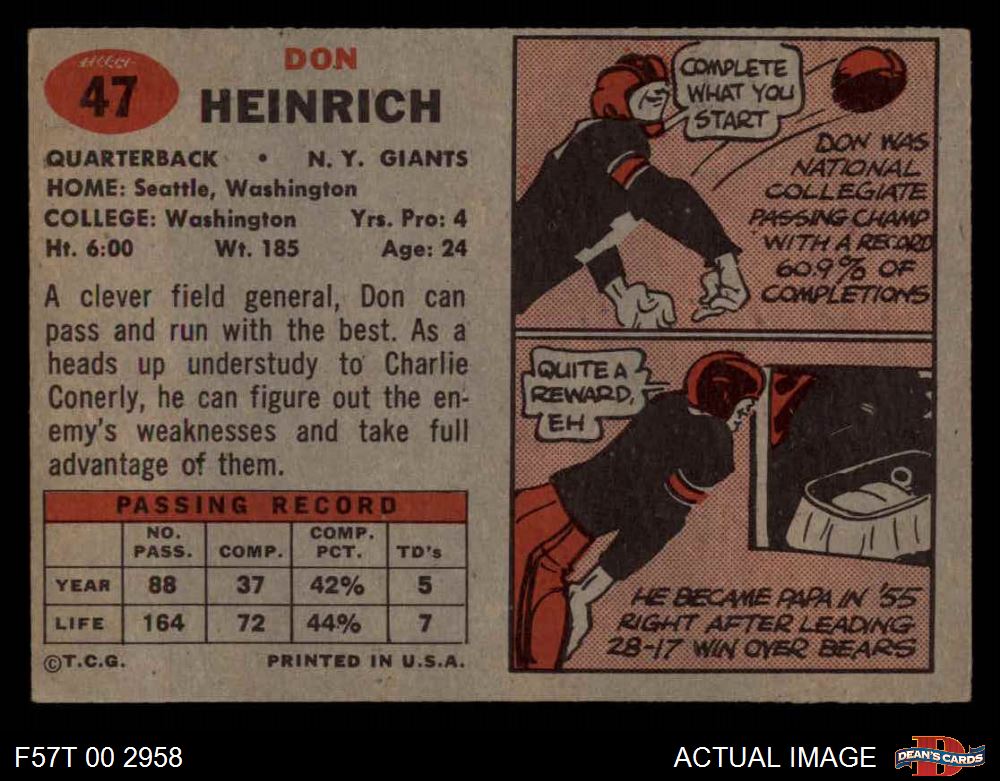 47
DON
HEINRICH
QUARTERBACK • N. Y. GIANTS
HOME: Seattle, Washington
COLLEGE: Washington Yrs. Pro: 4
Ht. 6:00 Wt. 185 Age: 24
A clever field general, Don can
pass and run with the best. As a
heads up understudy to Charlie
Conerly, he can figure out the en-
emy's weaknesses and take full
advantage of them.
PASSING RECORD
NO. PASS. COMP. COMP. PCT. TD's
YEAR 88 37 42% 5
LIFE 164 72 44% 7
©T.C.G. PRINTED IN U.S.A.
COMPLETE
WHAT YOU
START
DON WAS
NATIONAL
COLLEGIATE
PASSING CHAMP
WITH A RECORD
60.9% OF
COMPLETIONS
QUITE A
REWARD,
EH
HE BECAME PAPA IN '55
RIGHT AFTER LEADING
28-17 WIN OVER BEARS
F57T 00 2958
ACTUAL IMAGE
DEAN'S CARDS